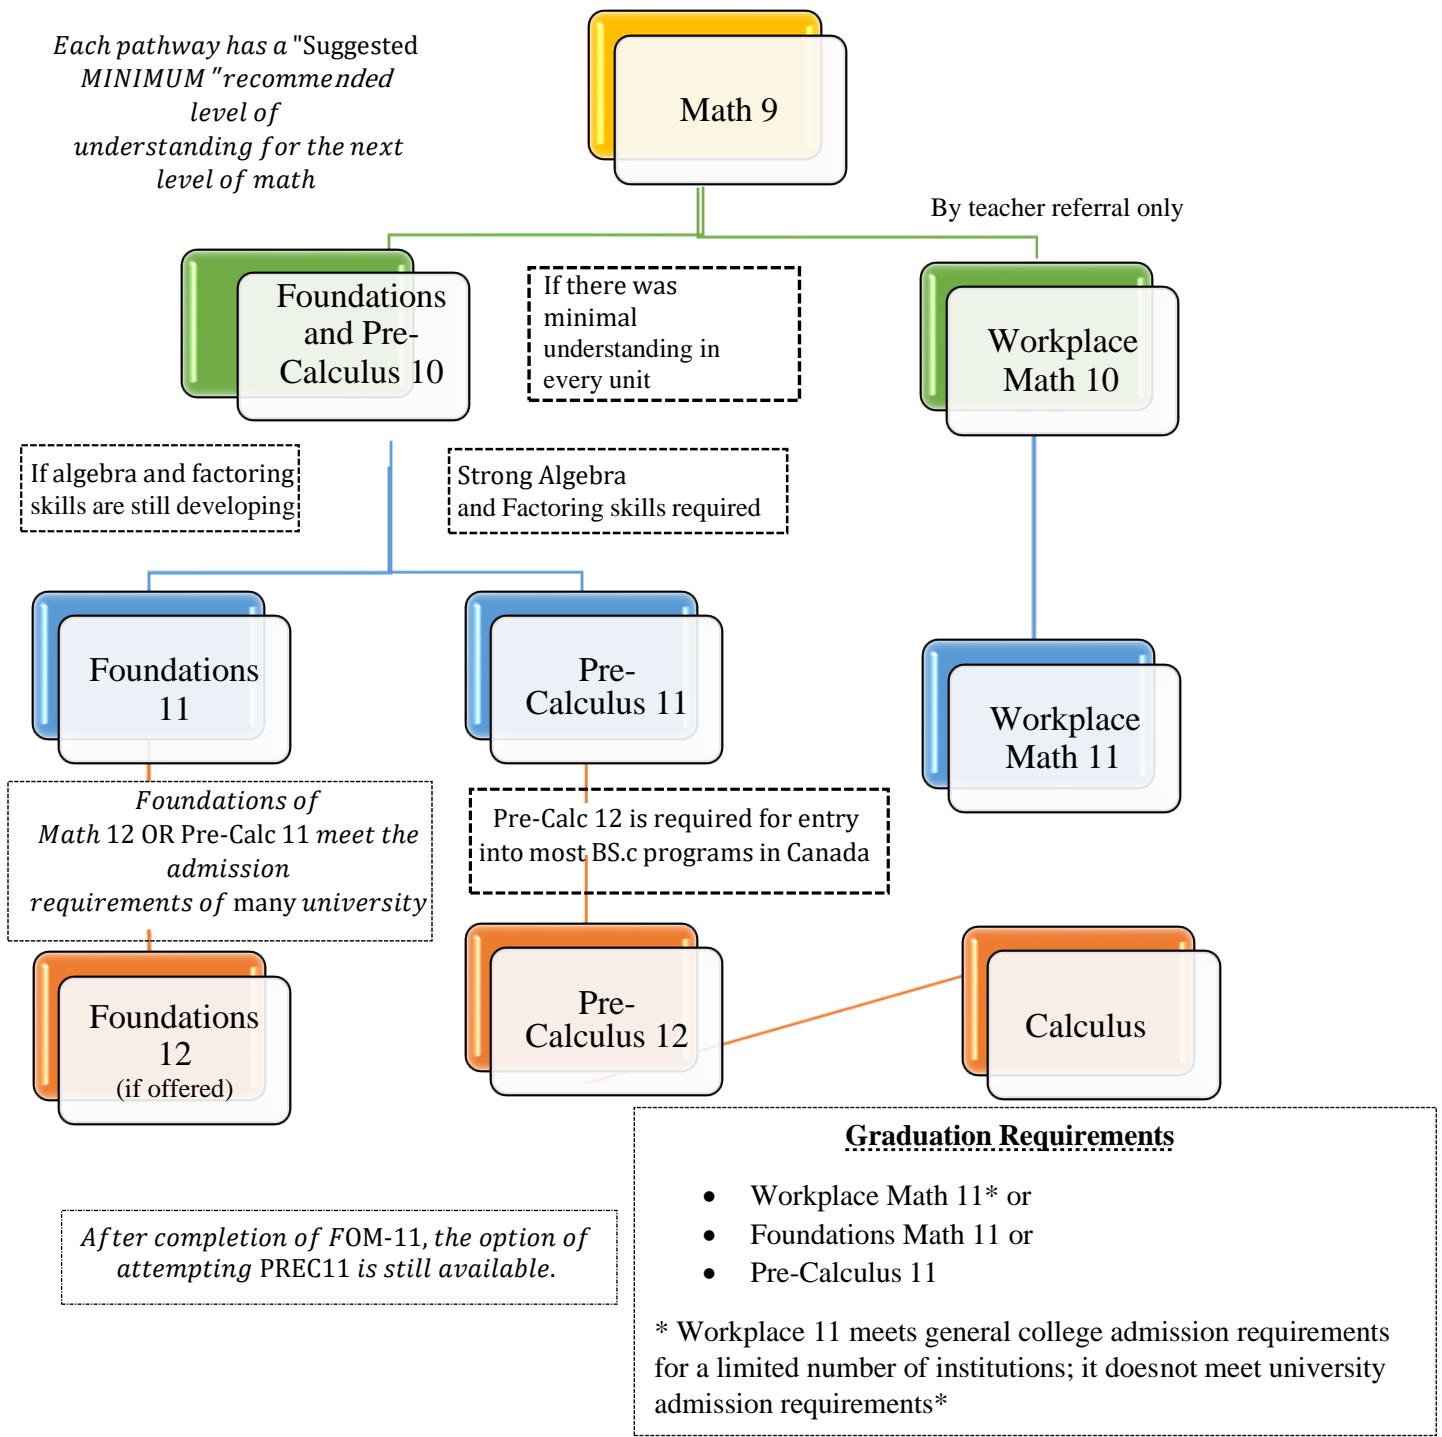 Each pathway has a "Suggested
MINIMUM "recommended
level of
understanding for the next
level of math
Math 9
By teacher referral only
Foundations
and Pre-
Calculus 10
If there was
minimal
understanding in
every unit
Workplace
Math 10
If algebra and factoring
skills are still developing
Strong Algebra
and Factoring skills required
Foundations
11
Pre-
Calculus 11
Workplace
Math 11
Foundations of
Math 12 OR Pre-Calc 11 meet the
admission
requirements of many university
Pre-Calc 12 is required for entry
into most BS.c programs in Canada
Foundations
12
(if offered)
Pre-
Calculus 12
Calculus
Graduation Requirements
• Workplace Math 11* or
• Foundations Math 11 or
• Pre-Calculus 11
* Workplace 11 meets general college admission requirements
for a limited number of institutions; it doesnot meet university
admission requirements*
After completion of FOM-11, the option of
attempting PREC11 is still available.